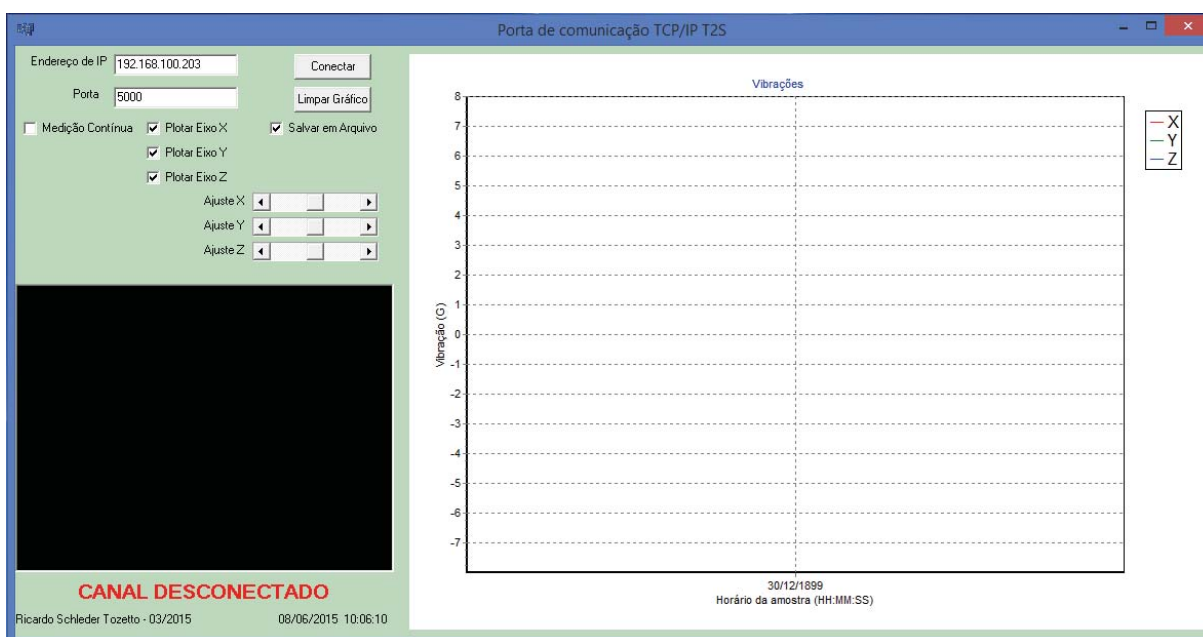 Porta de comunicação TCP/IP T2S
Endereço de IP 192.168.100.203 Conectar
Porta 5000 Limpar Gráfico
Medição Contínua Plotar Eixo X Salvar em Arquivo
Plotar Eixo Y
Plotar Eixo Z
Ajuste X
Ajuste Y
Ajuste Z
CANAL DESCONECTADO
Ricardo Schleder Tozetto - 03/2015 08/06/2015 10:06:10
Vibrações
8
7
6
5
4
3
2
1
0
-1
-2
-3
-4
-5
-6
-7
Vibração (G)
30/12/1899
Horário da amostra (HH:MM:SS)
X
Y
Z